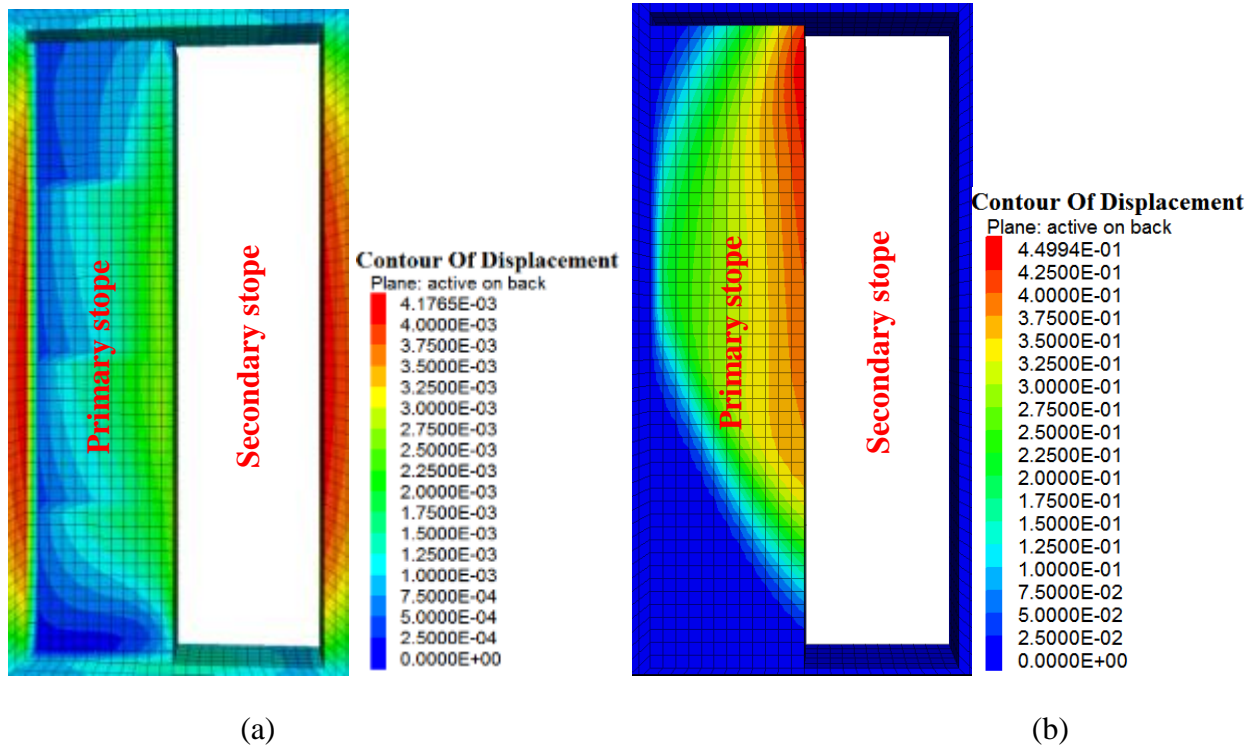 Primary stope
Secondary stope
Contour Of Displacement
Plane: active on back
4.1765E-03
4.0000E-03
3.7500E-03
3.5000E-03
3.2500E-03
3.0000E-03
2.7500E-03
2.5000E-03
2.2500E-03
2.0000E-03
1.7500E-03
1.5000E-03
1.2500E-03
1.0000E-03
7.5000E-04
5.0000E-04
2.5000E-04
0.0000E+00
(a)
Primary stope
Secondary stope
Contour Of Displacement
Plane: active on back
4.4994E-01
4.2500E-01
4.0000E-01
3.7500E-01
3.5000E-01
3.2500E-01
3.0000E-01
2.7500E-01
2.5000E-01
2.2500E-01
2.0000E-01
1.7500E-01
1.5000E-01
1.2500E-01
1.0000E-01
7.5000E-02
5.0000E-02
2.5000E-02
0.0000E+00
(b)